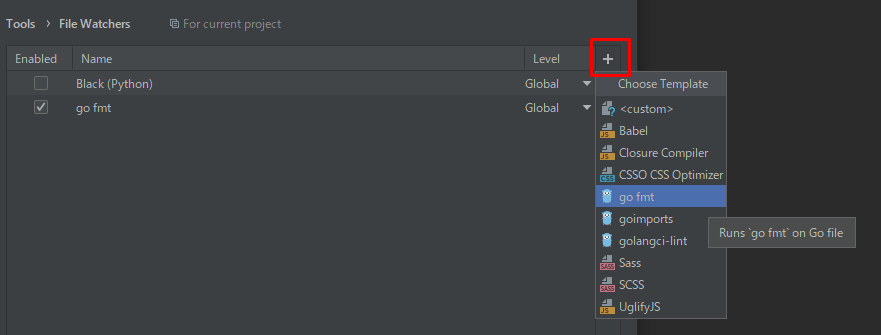 Tools › File Watchers For current project
Enabled Name Level +
Choose Template
Black (Python) Global
go fmt Global
<custom>
Babel
Closure Compiler
CSSO CSS Optimizer
go fmt
goimports
golangci-lint
Runs `go fmt` on Go file
Sass
SCSS
UglifyJS